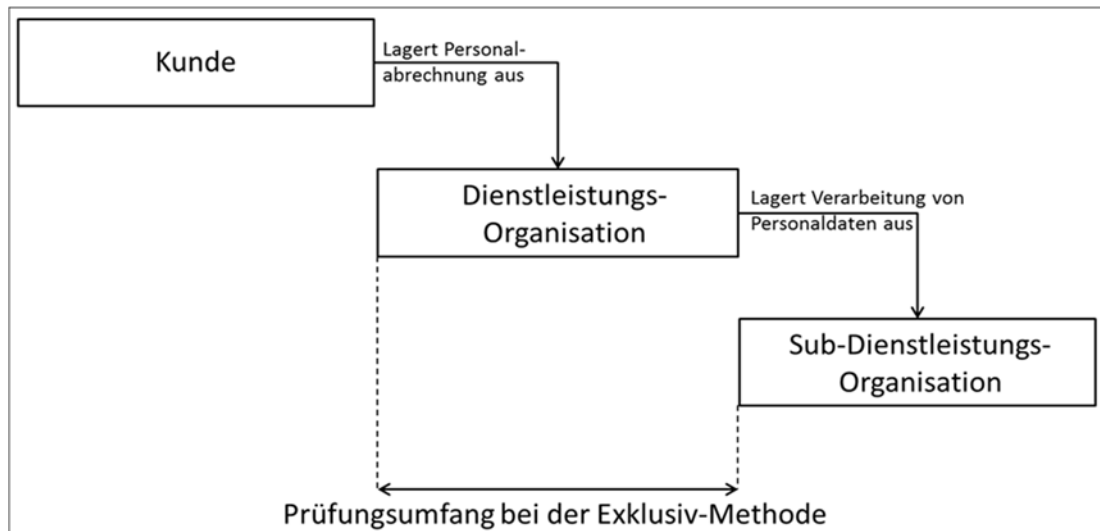 Kunde
Lagert Personal-
abrechnung aus
Dienstleistungs-
Organisation
Lagert Verarbeitung von
Personaldaten aus
Sub-Dienstleistungs-
Organisation
Prüfungsumfang bei der Exklusiv-Methode